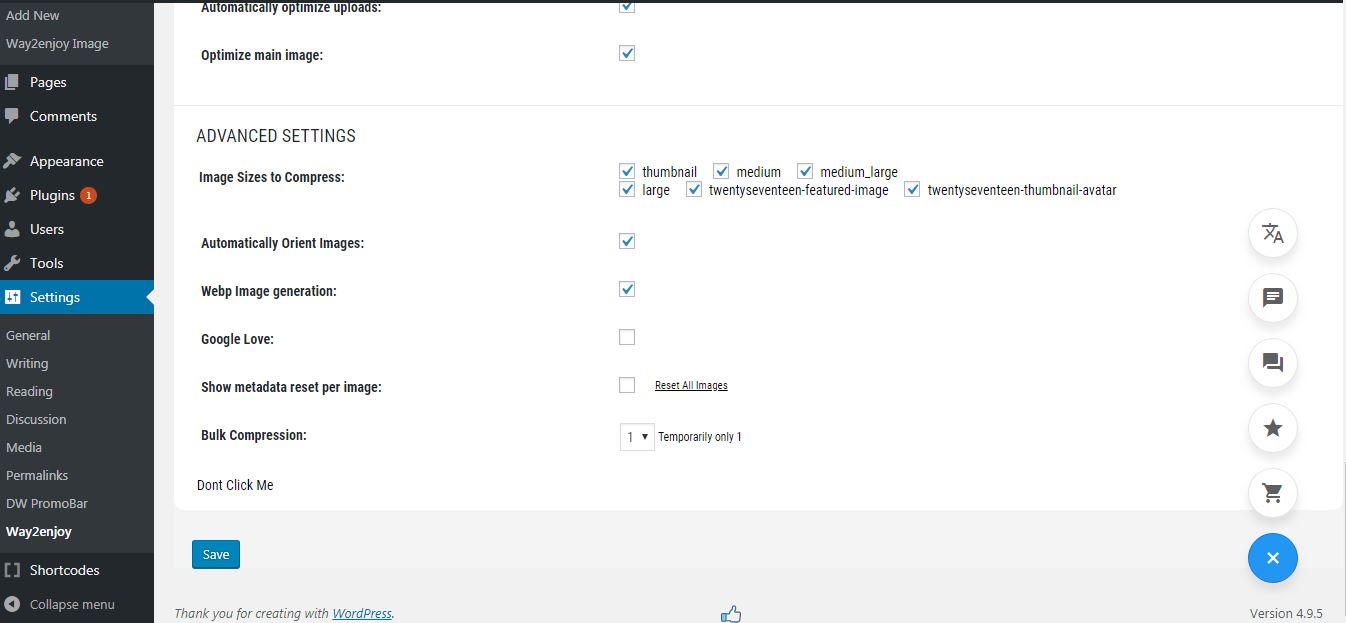 Add New
Way2enjoy Image
Pages
Comments
Appearance
Plugins 1
Users
Tools
Settings
General
Writing
Reading
Discussion
Media
Permalinks
DW PromoBar
Way2enjoy
Shortcodes
Collapse menu
Automatically optimize uploads:
Optimize main image:
ADVANCED SETTINGS
Image Sizes to Compress:
thumbnail medium medium_large
large twentyseventeen-featured-image twentyseventeen-thumbnail-avatar
Automatically Orient Images:
Webp Image generation:
Google Love:
Show metadata reset per image: Reset All Images
Bulk Compression: 1 Temporarily only 1
Dont Click Me
Save
Thank you for creating with WordPress.
Version 4.9.5